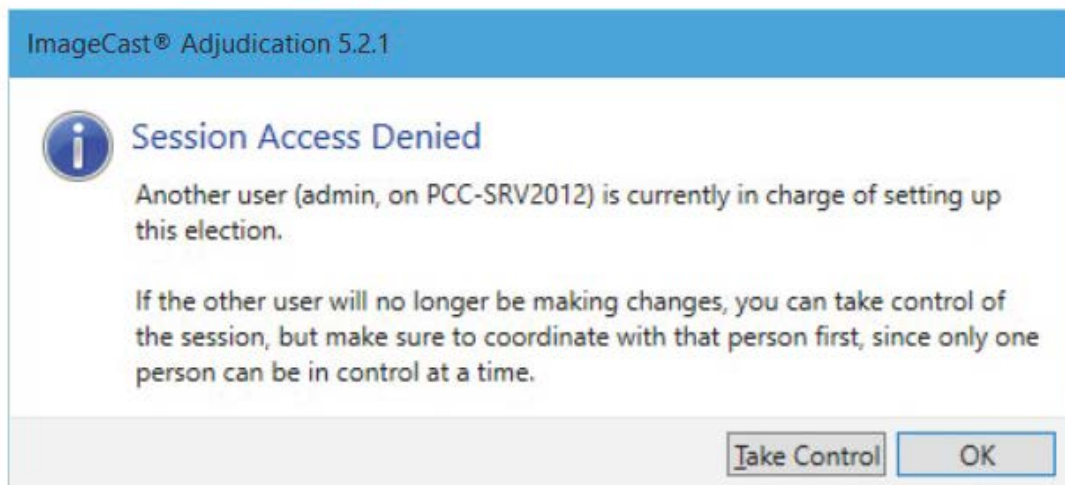 ImageCast® Adjudication 5.2.1
Session Access Denied
Another user (admin, on PCC-SRV2012) is currently in charge of setting up
this election.
If the other user will no longer be making changes, you can take control of
the session, but make sure to coordinate with that person first, since only one
person can be in control at a time.
Take Control OK